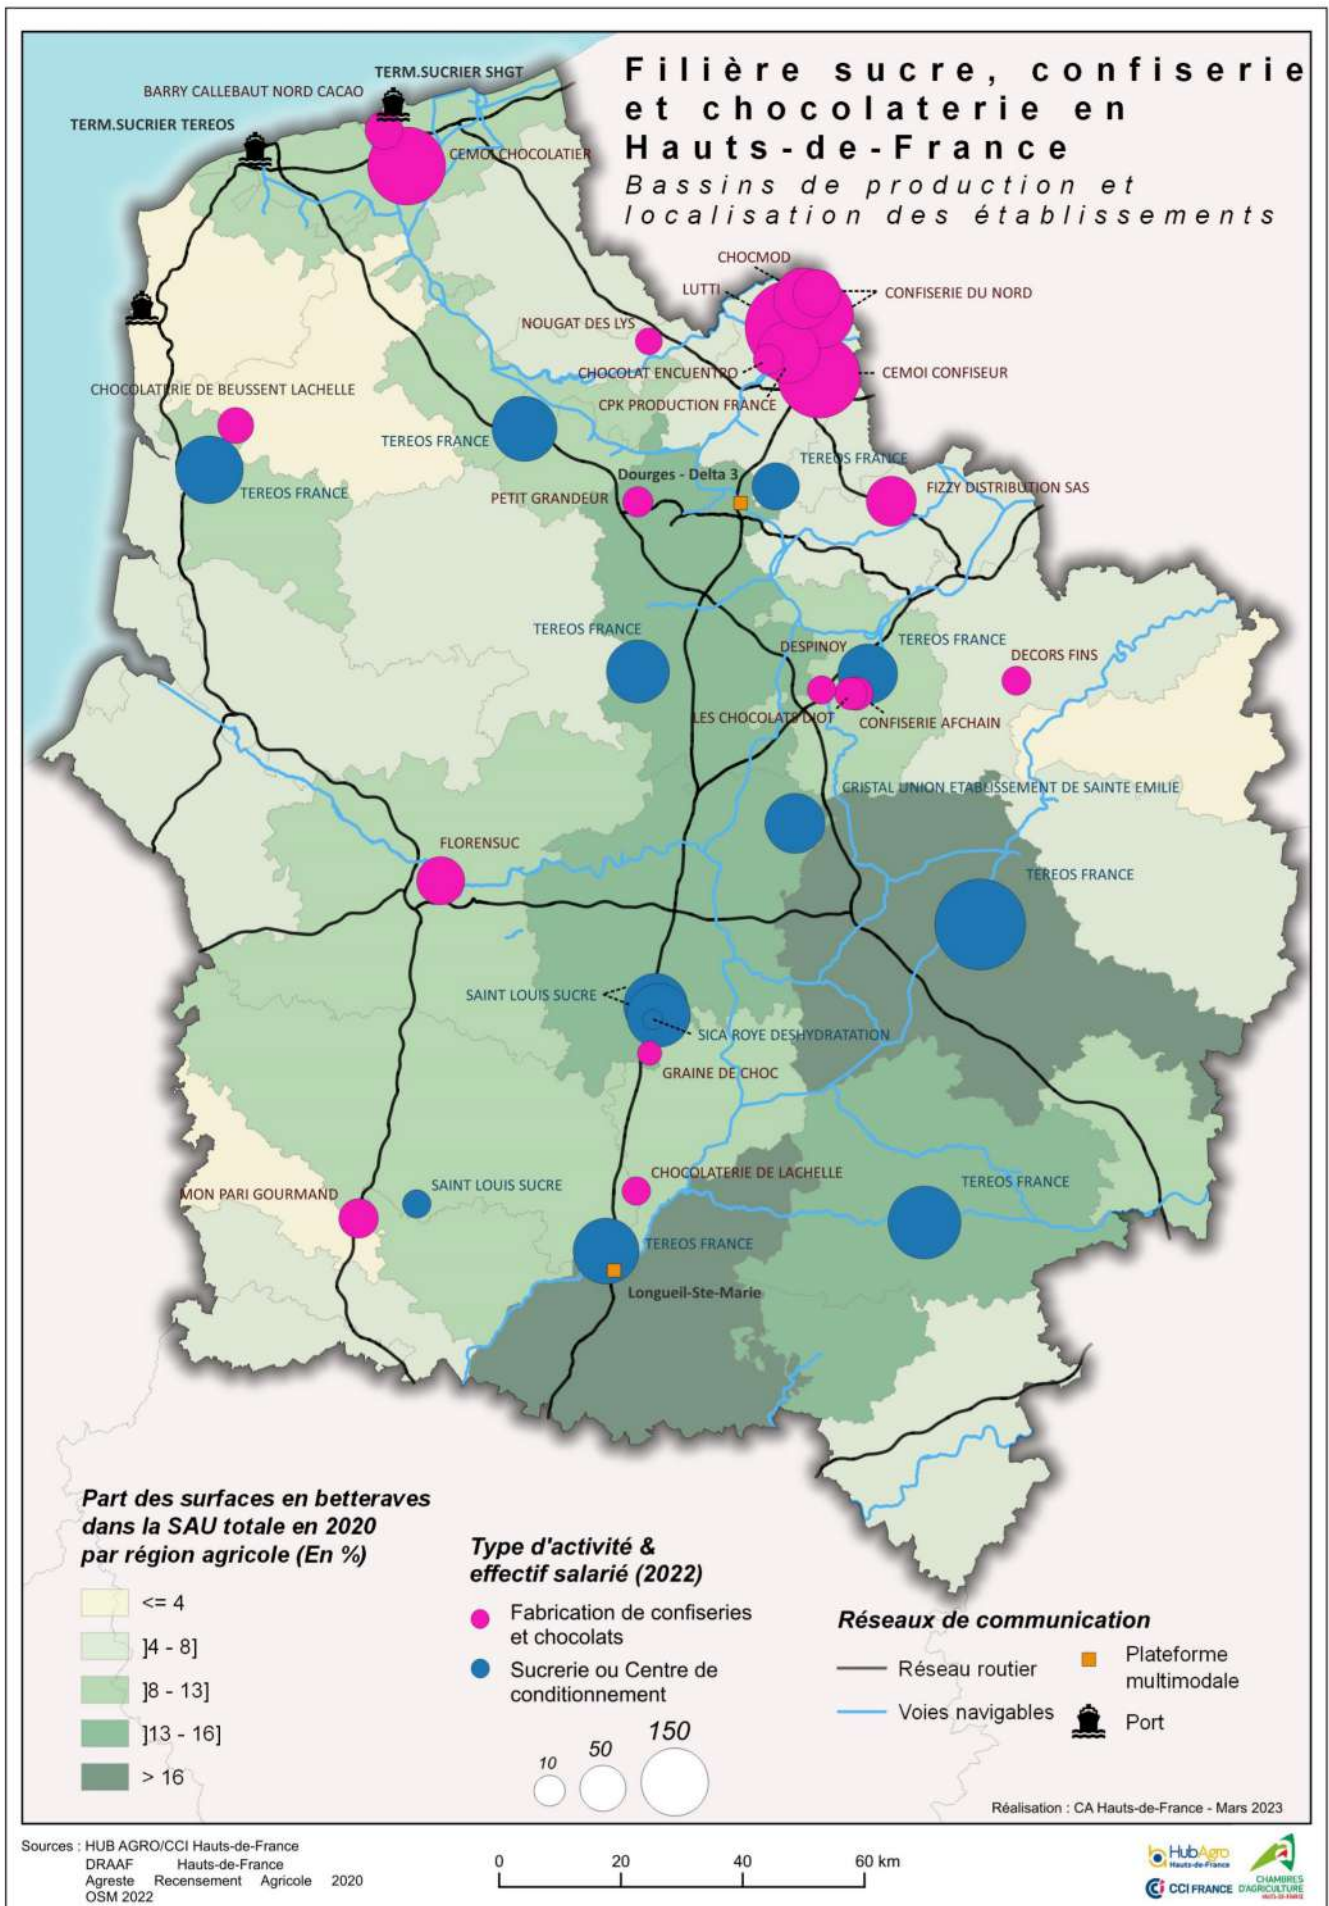 Filière sucre, confiserie
et chocolaterie en
Hauts-de-France
Bassins de production et
localisation des établissements
TERM.SUCRIER SHGT
BARRY CALLEBAUT NORD CACAO
TERM.SUCRIER TEREOS
CEMOI CHOCOLATIER
CHOCMOD
LUTTI
CONFISERIE DU NORD
NOUGAT DES LYS
CHOCOLAT ENCUENTRO
CEMOI CONFISEUR
CHOCOLATERIE DE BEUSSENT LACHELLE
CPK PRODUCTION FRANCE
TEREOS FRANCE
TEREOS FRANCE
Dourges - Delta 3
TEREOS FRANCE
PETIT GRANDEUR
FIZZY DISTRIBUTION SAS
TEREOS FRANCE
DESPINOY
TEREOS FRANCE
DECORS FINS
LES CHOCOLATS DIOT
CONFISERIE AFCHAIN
CRISTAL UNION ETABLISSEMENT DE SAINTE EMILIE
FLORENSUC
TEREOS FRANCE
SAINT LOUIS SUCRE
SICA ROYE DESHYDRATATION
GRAINE DE CHOC
CHOCOLATERIE DE LACHELLE
MON PARI GOURMAND
SAINT LOUIS SUCRE
TEREOS FRANCE
TEREOS FRANCE
Longueil-Ste-Marie
Part des surfaces en betteraves
dans la SAU totale en 2020
par région agricole (En %)
<= 4
]4 - 8]
]8 - 13]
]13 - 16]
> 16
Type d'activité &
effectif salarié (2022)
Fabrication de confiseries
et chocolats
Sucrerie ou Centre de
conditionnement
10
50
150
Réseaux de communication
Réseau routier
Voies navigables
Plateforme
multimodale
Port
Réalisation : CA Hauts-de-France - Mars 2023
Sources : HUB AGRO/CCI Hauts-de-France
DRAAF Hauts-de-France
Agreste Recensement Agricole 2020
OSM 2022
0 20 40 60 km
HubAgro
Hauts-de-France
CCI FRANCE
CHAMBRES
D'AGRICULTURE
HAUTS-DE-FRANCE